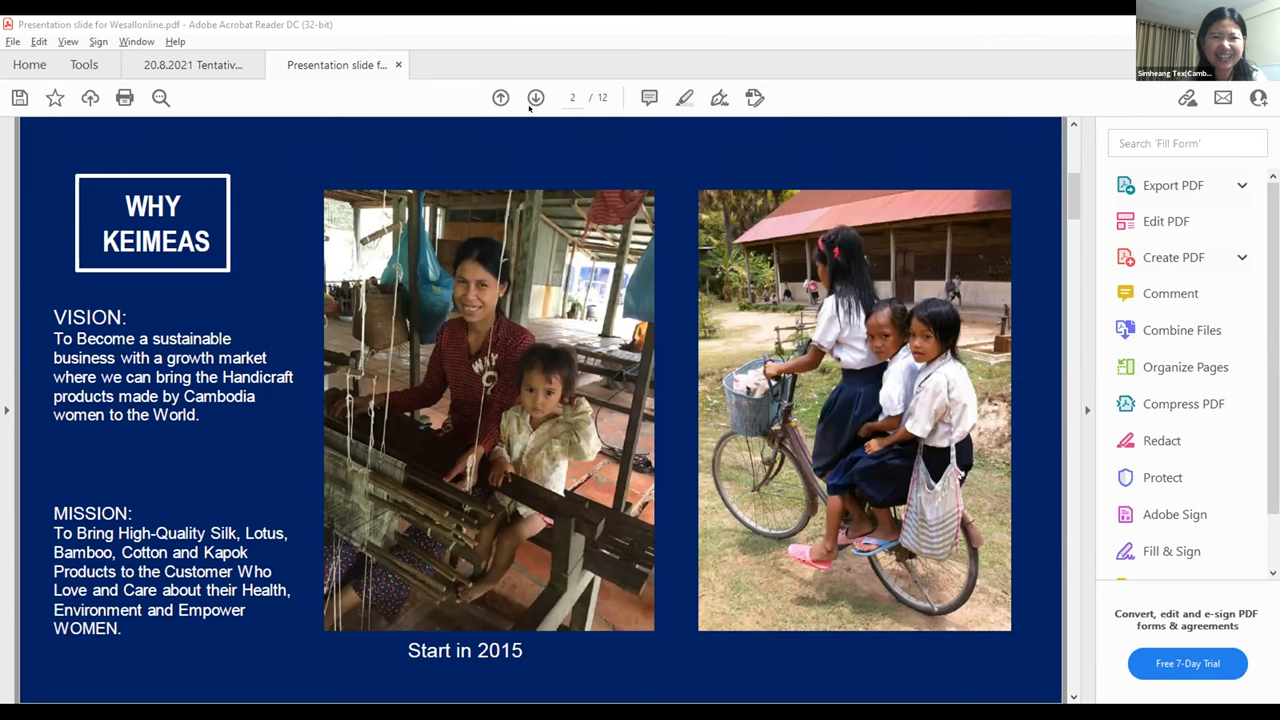 Presentation slide for Wesallonline.pdf - Adobe Acrobat Reader DC (32-bit)
File Edit View Sign Window Help
Home Tools 20.8.2021 Tentativ... Presentation slide f... ×
2 / 12
Simheang Tex(Camb...
Search 'Fill Form'
WHY
KEIMEAS
VISION:
To Become a sustainable
business with a growth market
where we can bring the Handicraft
products made by Cambodia
women to the World.
MISSION:
To Bring High-Quality Silk, Lotus,
Bamboo, Cotton and Kapok
Products to the Customer Who
Love and Care about their Health,
Environment and Empower
WOMEN.
Start in 2015
Export PDF
Edit PDF
Create PDF
Comment
Combine Files
Organize Pages
Compress PDF
Redact
Protect
Adobe Sign
Fill & Sign
Convert, edit and e-sign PDF
forms & agreements
Free 7-Day Trial